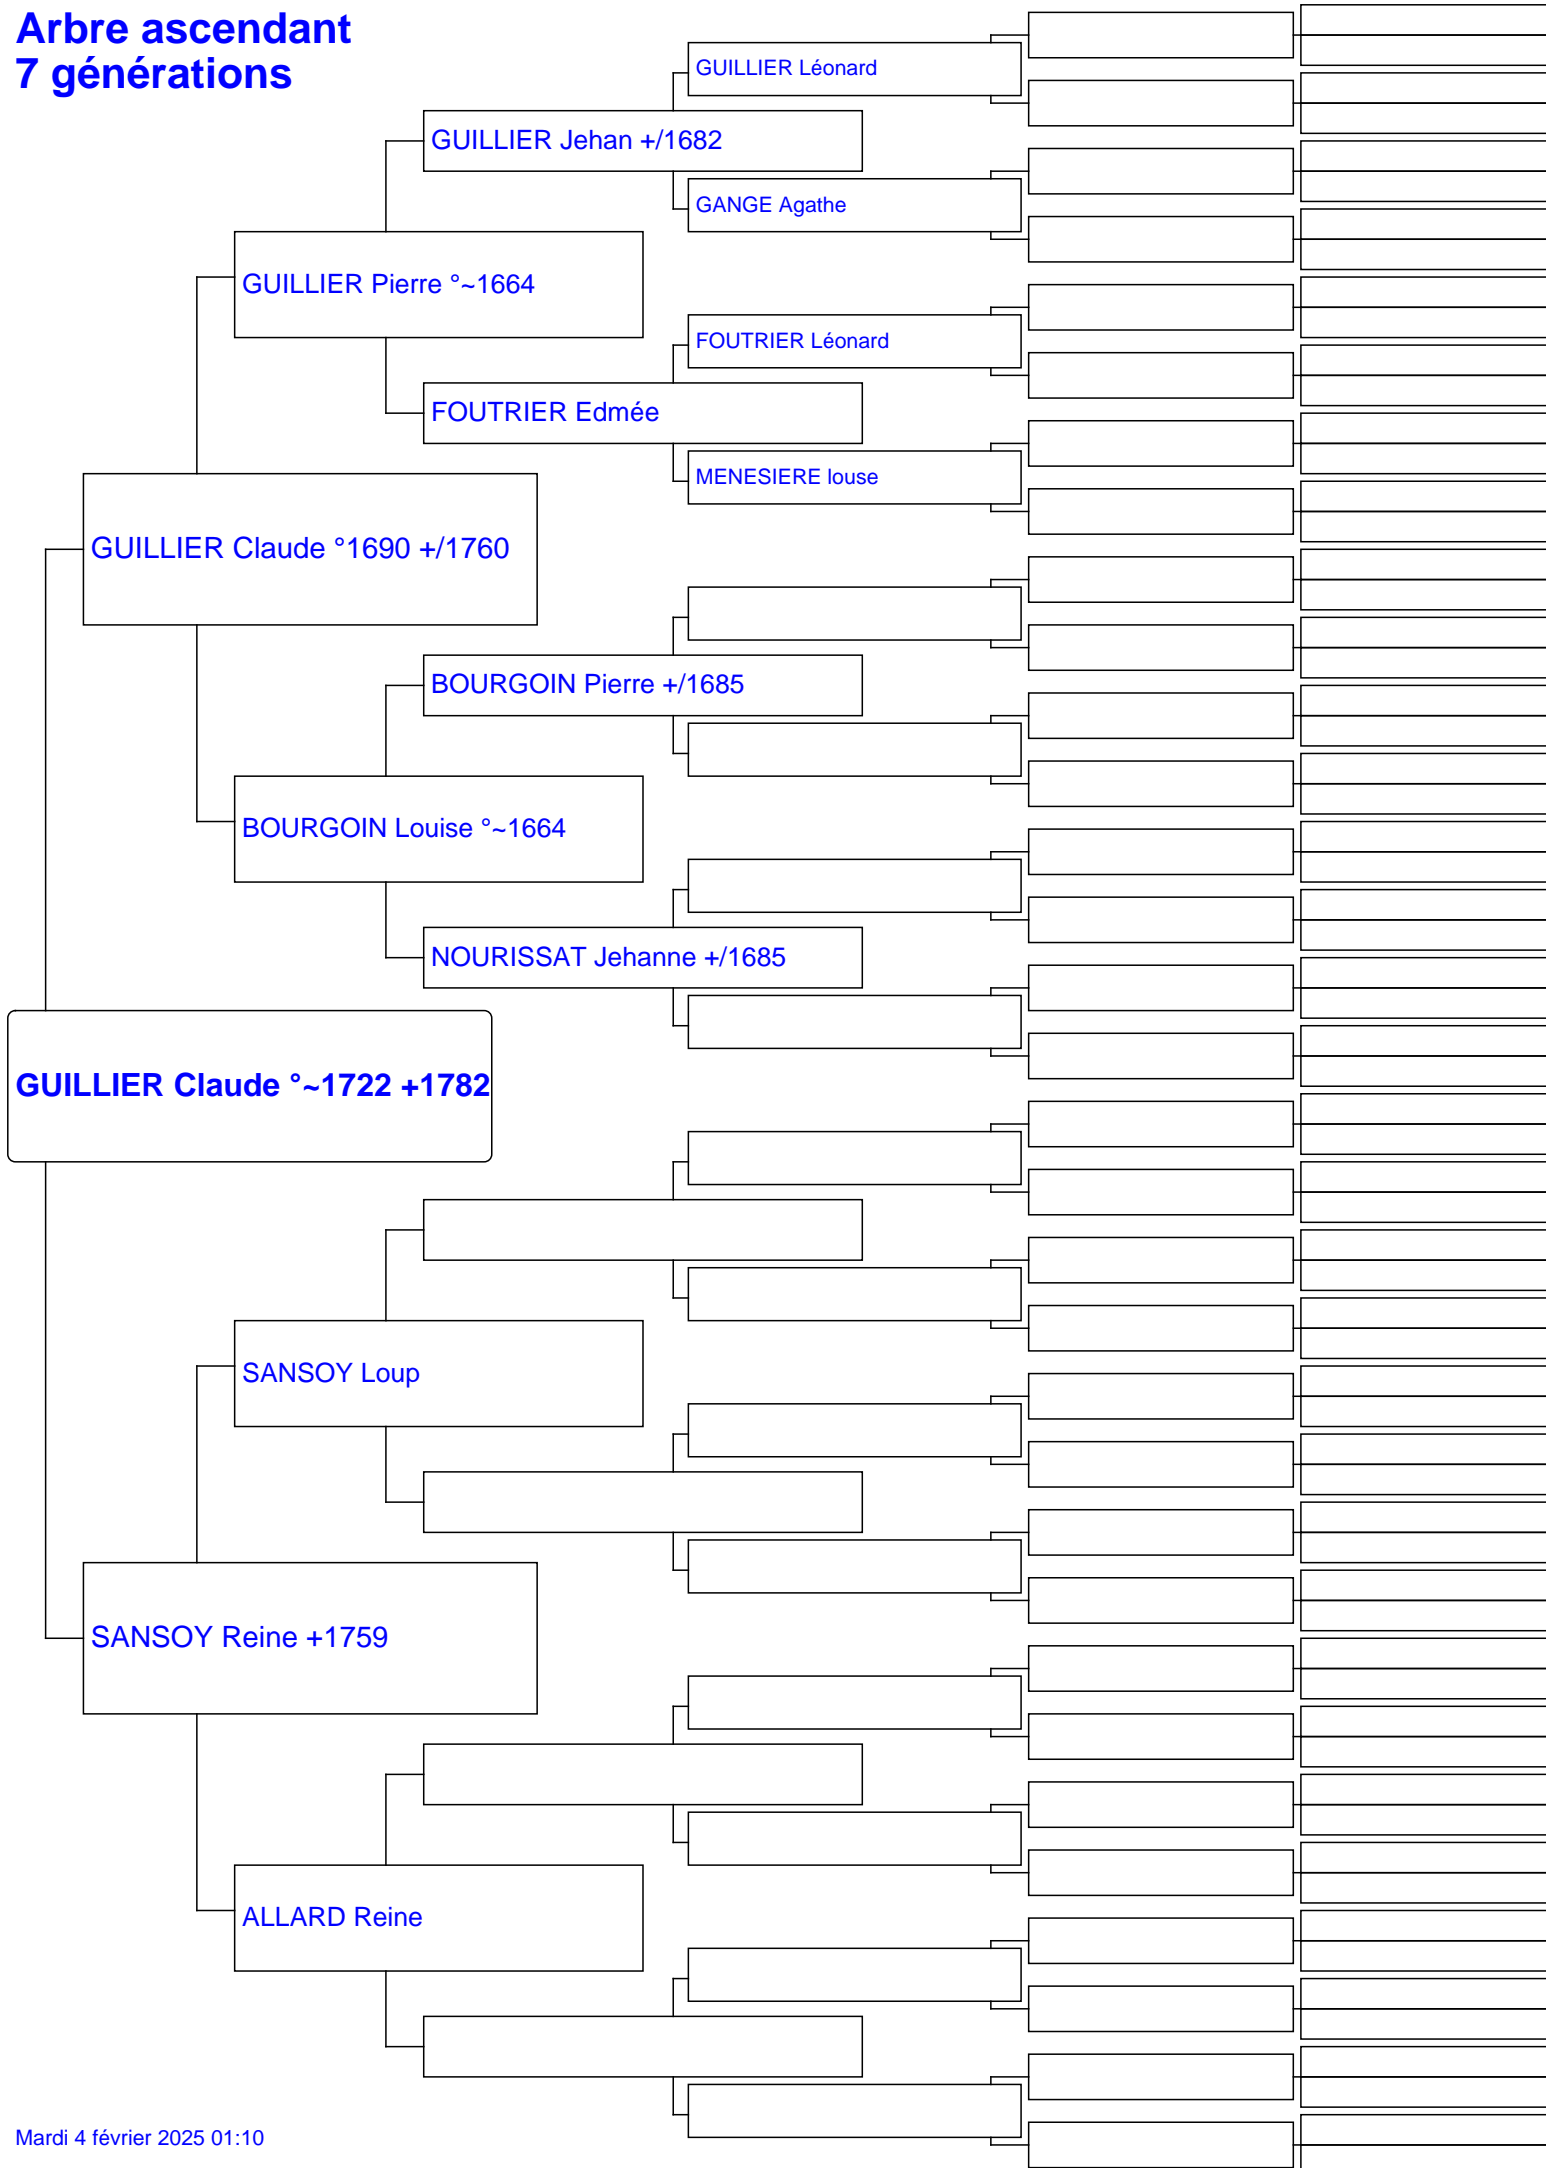 Arbre ascendant
7 générations
GUILLIER Léonard
GUILLIER Jehan +/1682
GANGE Agathe
GUILLIER Pierre °~1664
FOUTRIER Léonard
FOUTRIER Edmée
MENESIERE louse
GUILLIER Claude °1690 +/1760
BOURGOIN Pierre +/1685
BOURGOIN Louise °~1664
NOURISSAT Jehanne +/1685
GUILLIER Claude °~1722 +1782
SANSOY Loup
SANSOY Reine +1759
ALLARD Reine
Mardi 4 février 2025 01:10